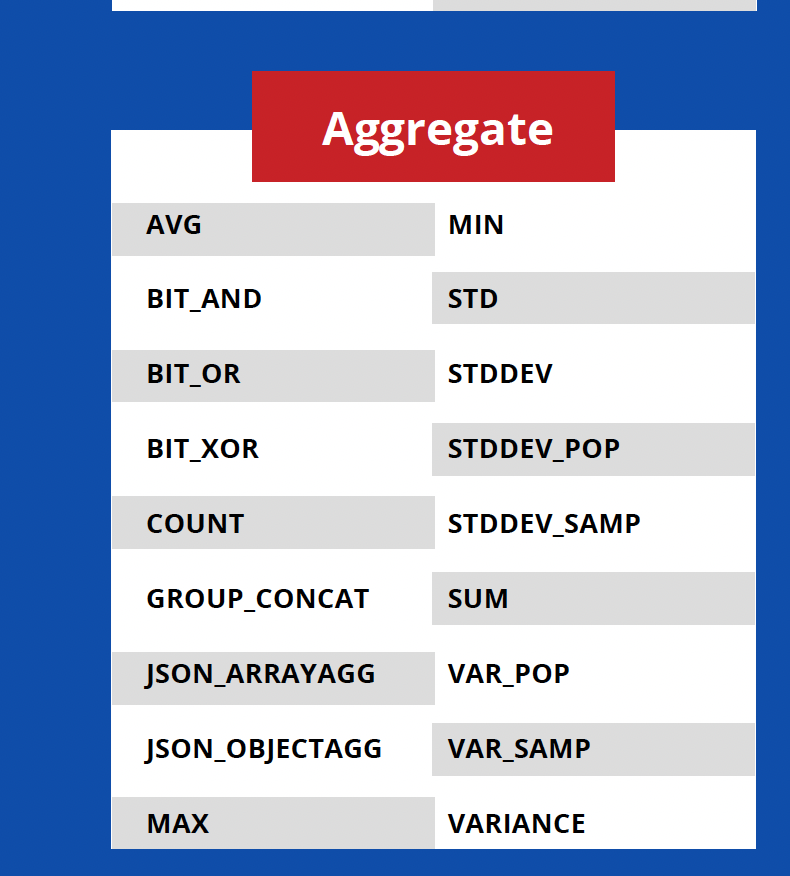 Aggregate
AVG
MIN
BIT_AND
STD
BIT_OR
STDDEV
BIT_XOR
STDDEV_POP
COUNT
STDDEV_SAMP
GROUP_CONCAT
SUM
JSON_ARRAYAGG
VAR_POP
JSON_OBJECTAGG
VAR_SAMP
MAX
VARIANCE